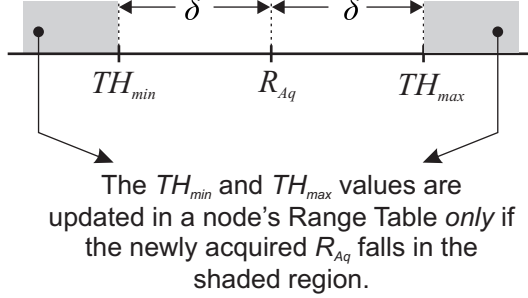 δ δ
TH_min R_Aq TH_max
The TH_min and TH_max values are
updated in a node's Range Table only if
the newly acquired R_Aq falls in the
shaded region.